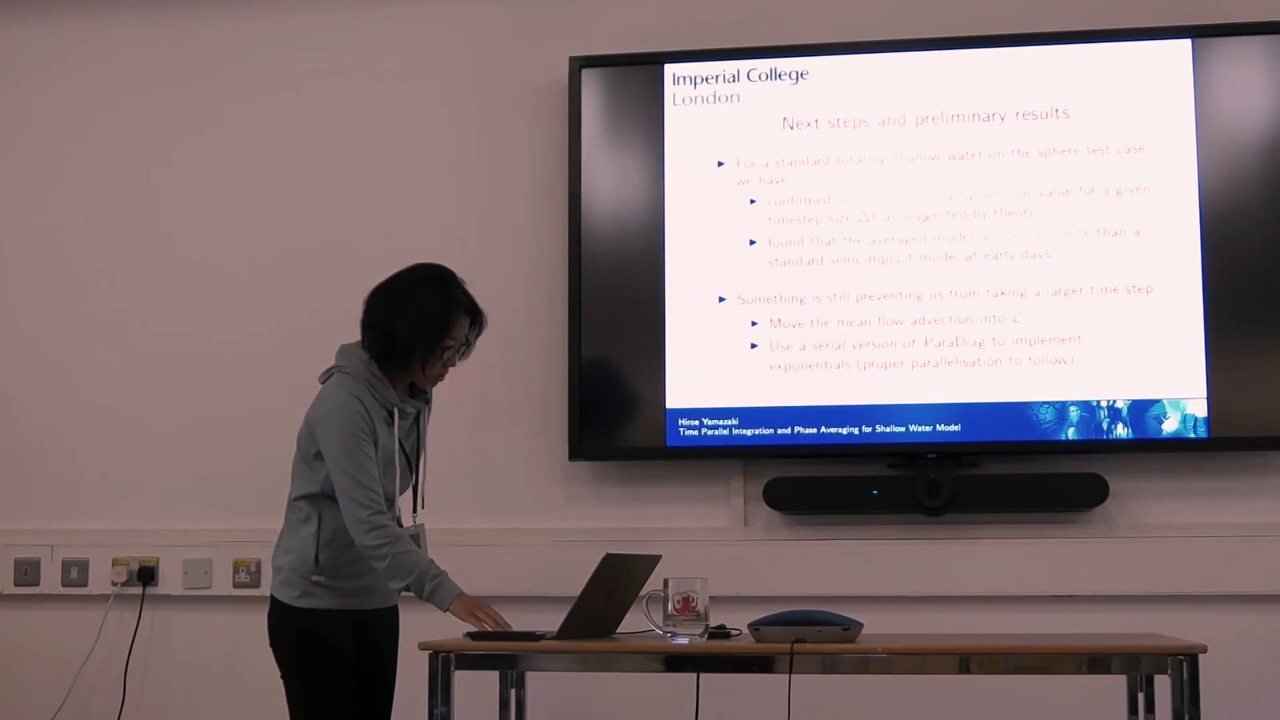 Imperial College
London
Next steps and preliminary results
For a standard rotating shallow water on the sphere test case
we have
confirmed value for a given
timestep size Δt as suggested by theory
found that the averaged model is than a
standard semi implicit model at early days
Something is still preventing us from taking a larger time step
Move the mean flow advection into
Use a serial version of ParaDiag to implement
exponentials (proper parallelisation to follow)
Hiroe Yamazaki
Time Parallel Integration and Phase Averaging for Shallow Water Model